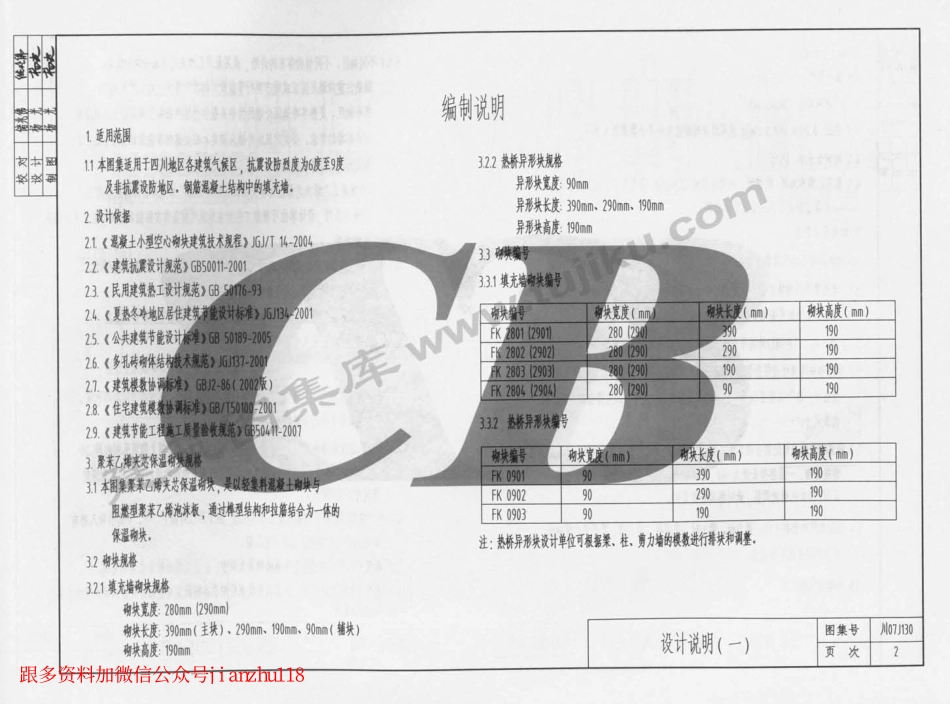 编制说明
1. 适用范围
1.1 本图集适用于四川地区各建筑气候区，抗震设防烈度为6度至9度
及非抗震设防地区、钢筋混凝土结构中的填充墙。
2. 设计依据
2.1.《混凝土小型空心砌块建筑技术规程》JGJ/T 14-2004
2.2.《建筑抗震设计规范》GB50011-2001
2.3.《民用建筑热工设计规范》GB 50176-93
2.4.《夏热冬冷地区居住建筑节能设计标准》JGJ134-2001
2.5.《公共建筑节能设计标准》GB 50189-2005
2.6.《多孔砖砌体结构技术规范》JGJ137-2001
2.7.《建筑模数协调标准》GBJ2-86(2002版)
2.8.《住宅建筑模数协调标准》GB/T50100-2001
2.9.《建筑节能工程施工质量验收规范》GB50411-2007
3. 聚苯乙烯夹芯保温砌块规格
3.1 本图集聚苯乙烯夹芯保温砌块，是以轻集料混凝土砌块与
阻燃型聚苯乙烯泡沫板，通过榫型结构和拉筋结合为一体的
保温砌块。
3.2 砌块规格
3.2.1 填充墙砌块规格
砌块宽度: 280mm (290mm)
砌块长度: 390mm(主块)、290mm、190mm、90mm(辅块)
砌块高度: 190mm
3.2.2 热桥异形块规格
异形块宽度: 90mm
异形块长度: 390mm、290mm、190mm
异形块高度: 190mm
3.3 砌块编号
3.3.1 填充墙砌块编号
砌块编号 砌块宽度(mm) 砌块长度(mm) 砌块高度(mm)
FK 2801 (2901) 280 (290) 390 190
FK 2802 (2902) 280 (290) 290 190
FK 2803 (2903) 280 (290) 190 190
FK 2804 (2904) 280 (290) 90 190
3.3.2 热桥异形块编号
砌块编号 砌块宽度(mm) 砌块长度(mm) 砌块高度(mm)
FK 0901 90 390 190
FK 0902 90 290 190
FK 0903 90 190 190
注: 热桥异形块设计单位可根据梁、柱、剪力墙的模数进行排块和调整。
设计说明(一)
图集号 川07J130
页 次 2
校对
设计
制图
CB
图集库 www.tujiku.com
跟多资料加微信公众号jianzhu118